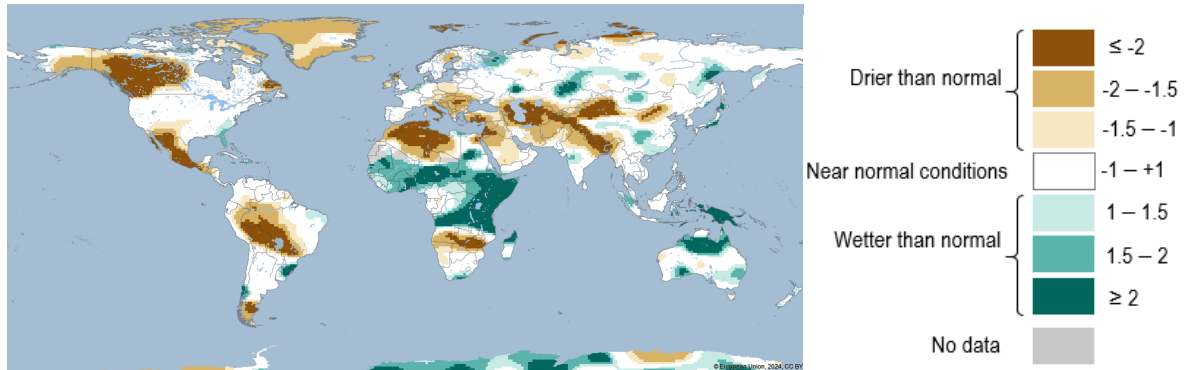 ≤ -2
Drier than normal
-2 – -1.5
-1.5 – -1
Near normal conditions
-1 – +1
1 – 1.5
Wetter than normal
1.5 – 2
≥ 2
No data
© European Union, 2024, CC BY